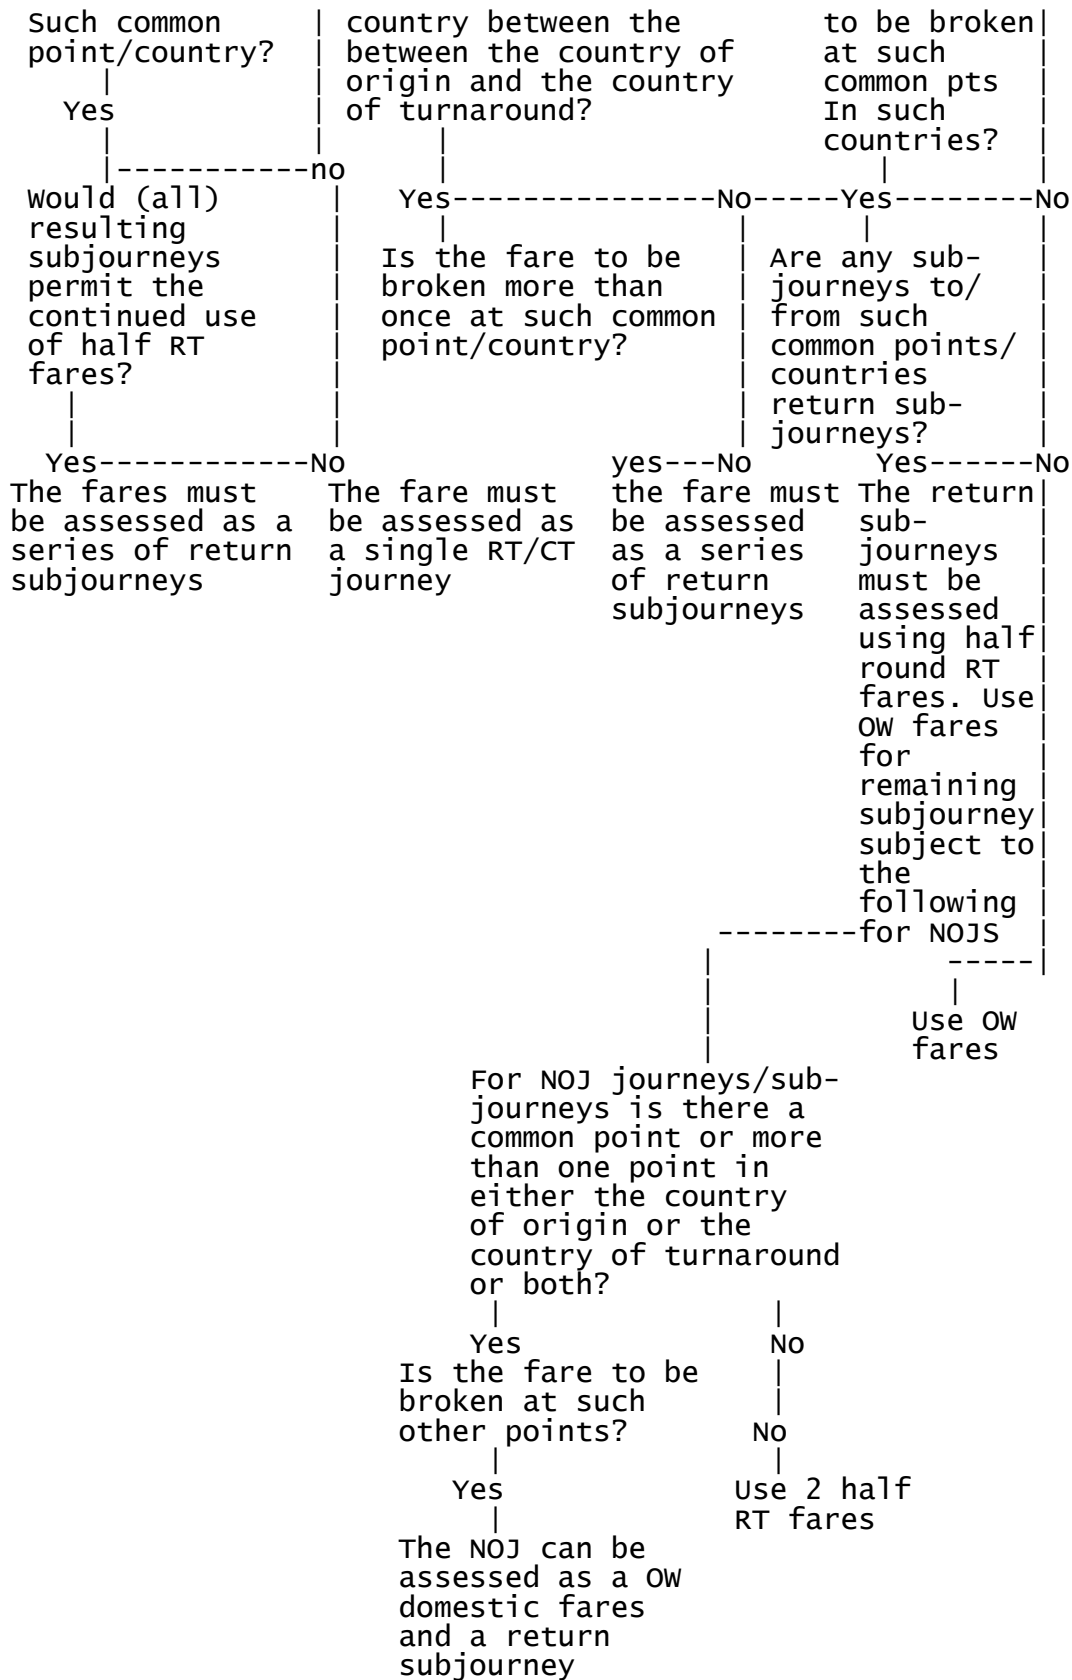 Such common | country between the to be broken|
point/country? | between the country of at such |
| | origin and the country common pts |
Yes | of turnaround? In such |
| | | countries? |
|-----------no | | |
Would (all) | Yes---------------No-----Yes--------No
resulting | | | | |
subjourneys | Is the fare to be | Are any sub- |
permit the | broken more than | journeys to/ |
continued use | once at such common | from such |
of half RT | point/country? | common points/ |
fares? | | countries |
| | | return sub- |
| | | journeys? |
Yes------------No yes---No Yes------No
The fares must The fare must the fare must The return|
be assessed as a be assessed as be assessed sub- |
series of return a single RT/CT as a series journeys |
subjourneys journey of return must be |
subjourneys assessed |
using half|
round RT |
fares. Use|
OW fares |
for |
remaining |
subjourney|
subject to|
the |
following |
--------for NOJS |
| -----|
| |
| Use OW
| fares
For NOJ journeys/sub-
journeys is there a
common point or more
than one point in
either the country
of origin or the
country of turnaround
or both?
| |
Yes No
Is the fare to be |
broken at such |
other points? No
| |
Yes Use 2 half
| RT fares
The NOJ can be
assessed as a OW
domestic fares
and a return
subjourney